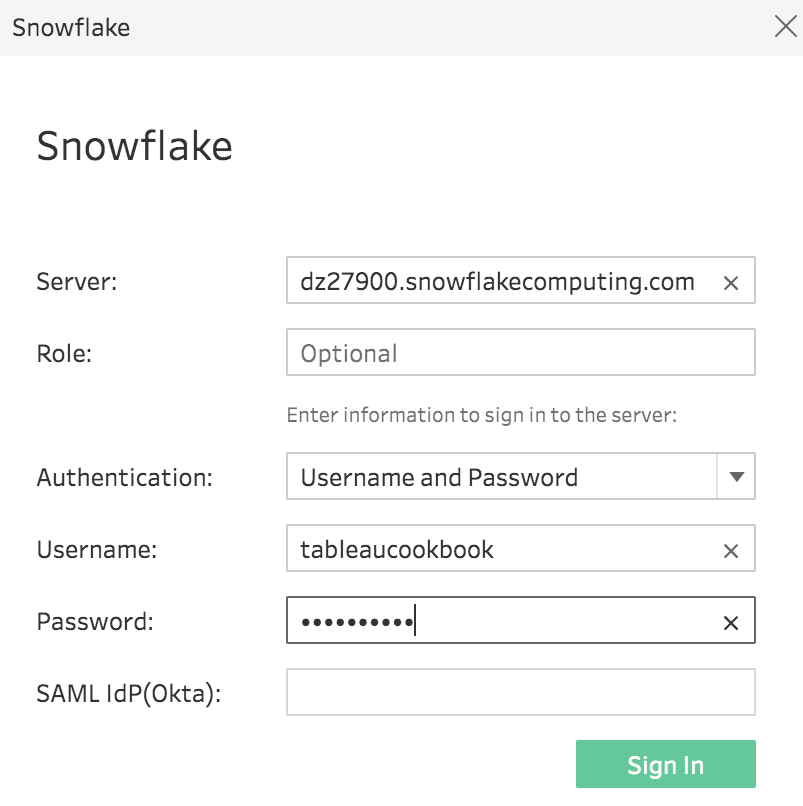 Snowflake
Snowflake
Server: dz27900.snowflakecomputing.com
Role: Optional
Enter information to sign in to the server:
Authentication: Username and Password
Username: tableaucookbook
Password: ••••••••••
SAML IdP(Okta):
Sign In